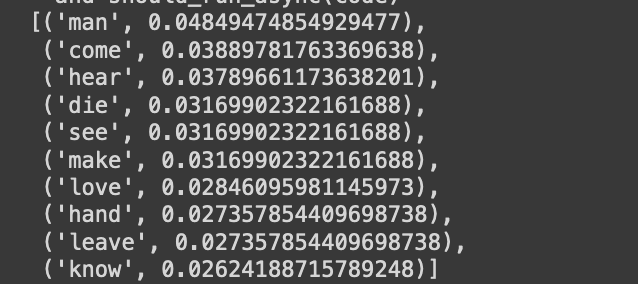 and should_run_async(code)
[('man', 0.04849474854929477),
('come', 0.03889781763369638),
('hear', 0.03789661173638201),
('die', 0.03169902322161688),
('see', 0.03169902322161688),
('make', 0.03169902322161688),
('love', 0.02846095981145973),
('hand', 0.027357854409698738),
('leave', 0.027357854409698738),
('know', 0.02624188715789248)]